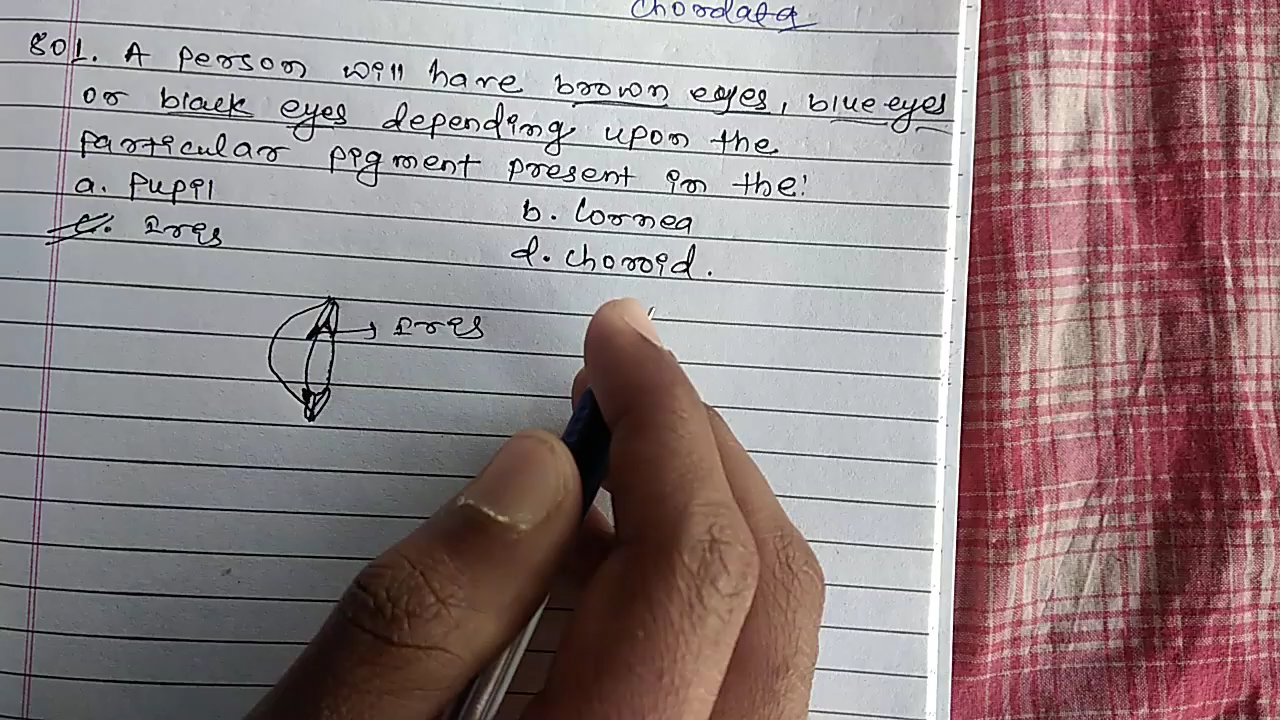 Chordata
801. A person will have brown eyes, blue eyes
or black eyes depending upon the
particular pigment present in the:
a. Pupil
b. Cornea
c. Iris
d. Choroid.
Iris